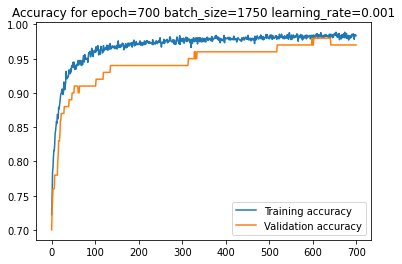 Accuracy for epoch=700 batch_size=1750 learning_rate=0.001
1.00
0.95
0.90
0.85
0.80
0.75
0.70
Training accuracy
Validation accuracy
0 100 200 300 400 500 600 700